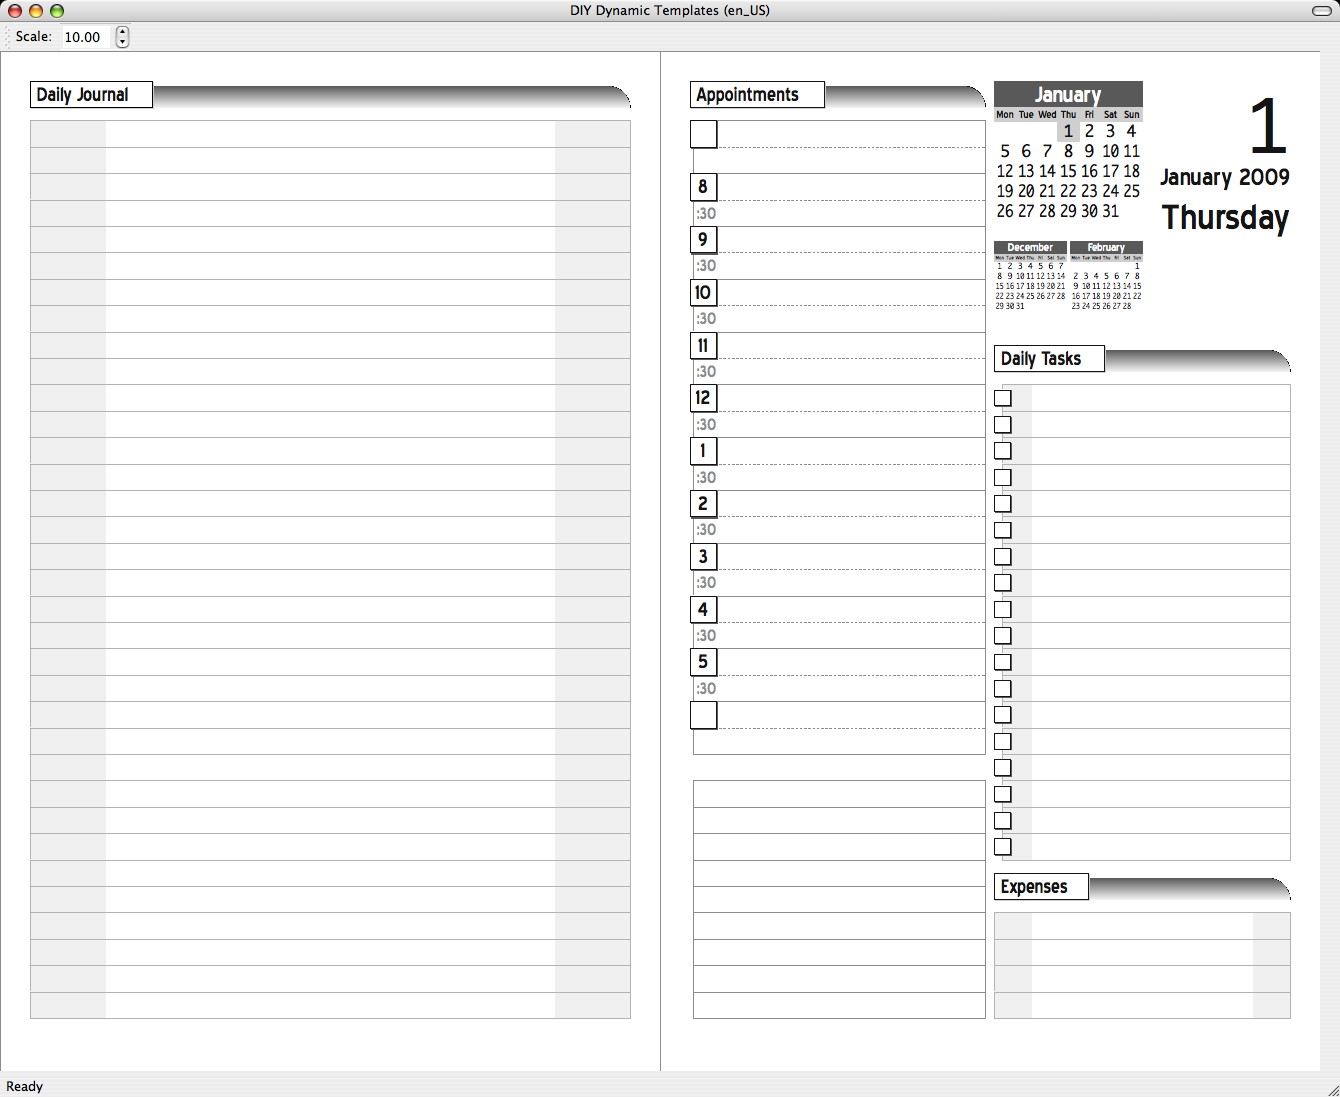 DIY Dynamic Templates (en_US)
Scale: 10.00
Daily Journal
Appointments
8
:30
9
:30
10
:30
11
:30
12
:30
1
:30
2
:30
3
:30
4
:30
5
:30
January
Mon Tue Wed Thu Fri Sat Sun
1 2 3 4
5 6 7 8 9 10 11
12 13 14 15 16 17 18
19 20 21 22 23 24 25
26 27 28 29 30 31
December
Mon Tue Wed Thu Fri Sat Sun
1 2 3 4 5 6 7
8 9 10 11 12 13 14
15 16 17 18 19 20 21
22 23 24 25 26 27 28
29 30 31
February
Mon Tue Wed Thu Fri Sat Sun
1
2 3 4 5 6 7 8
9 10 11 12 13 14 15
16 17 18 19 20 21 22
23 24 25 26 27 28
1
January 2009
Thursday
Daily Tasks
Expenses
Ready